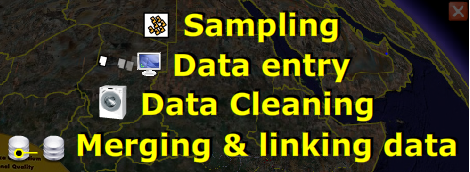 Sampling
Data entry
Data Cleaning
Merging & linking data